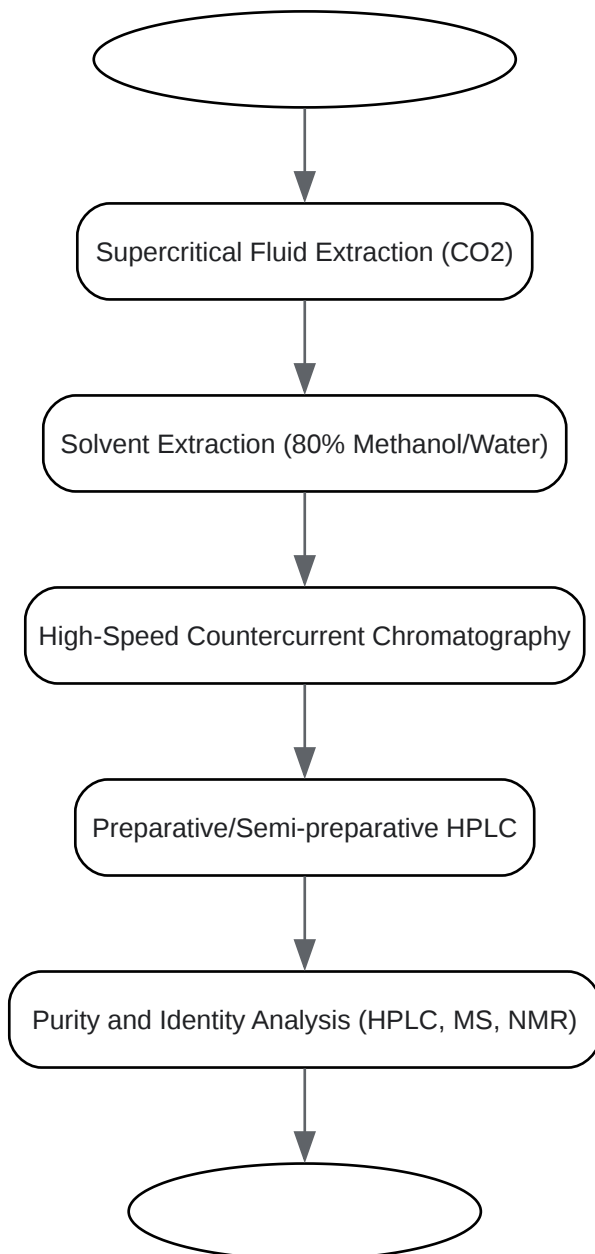 Supercritical Fluid Extraction (CO2)
Solvent Extraction (80% Methanol/Water)
High-Speed Countercurrent Chromatography
Preparative/Semi-preparative HPLC
Purity and Identity Analysis (HPLC, MS, NMR)